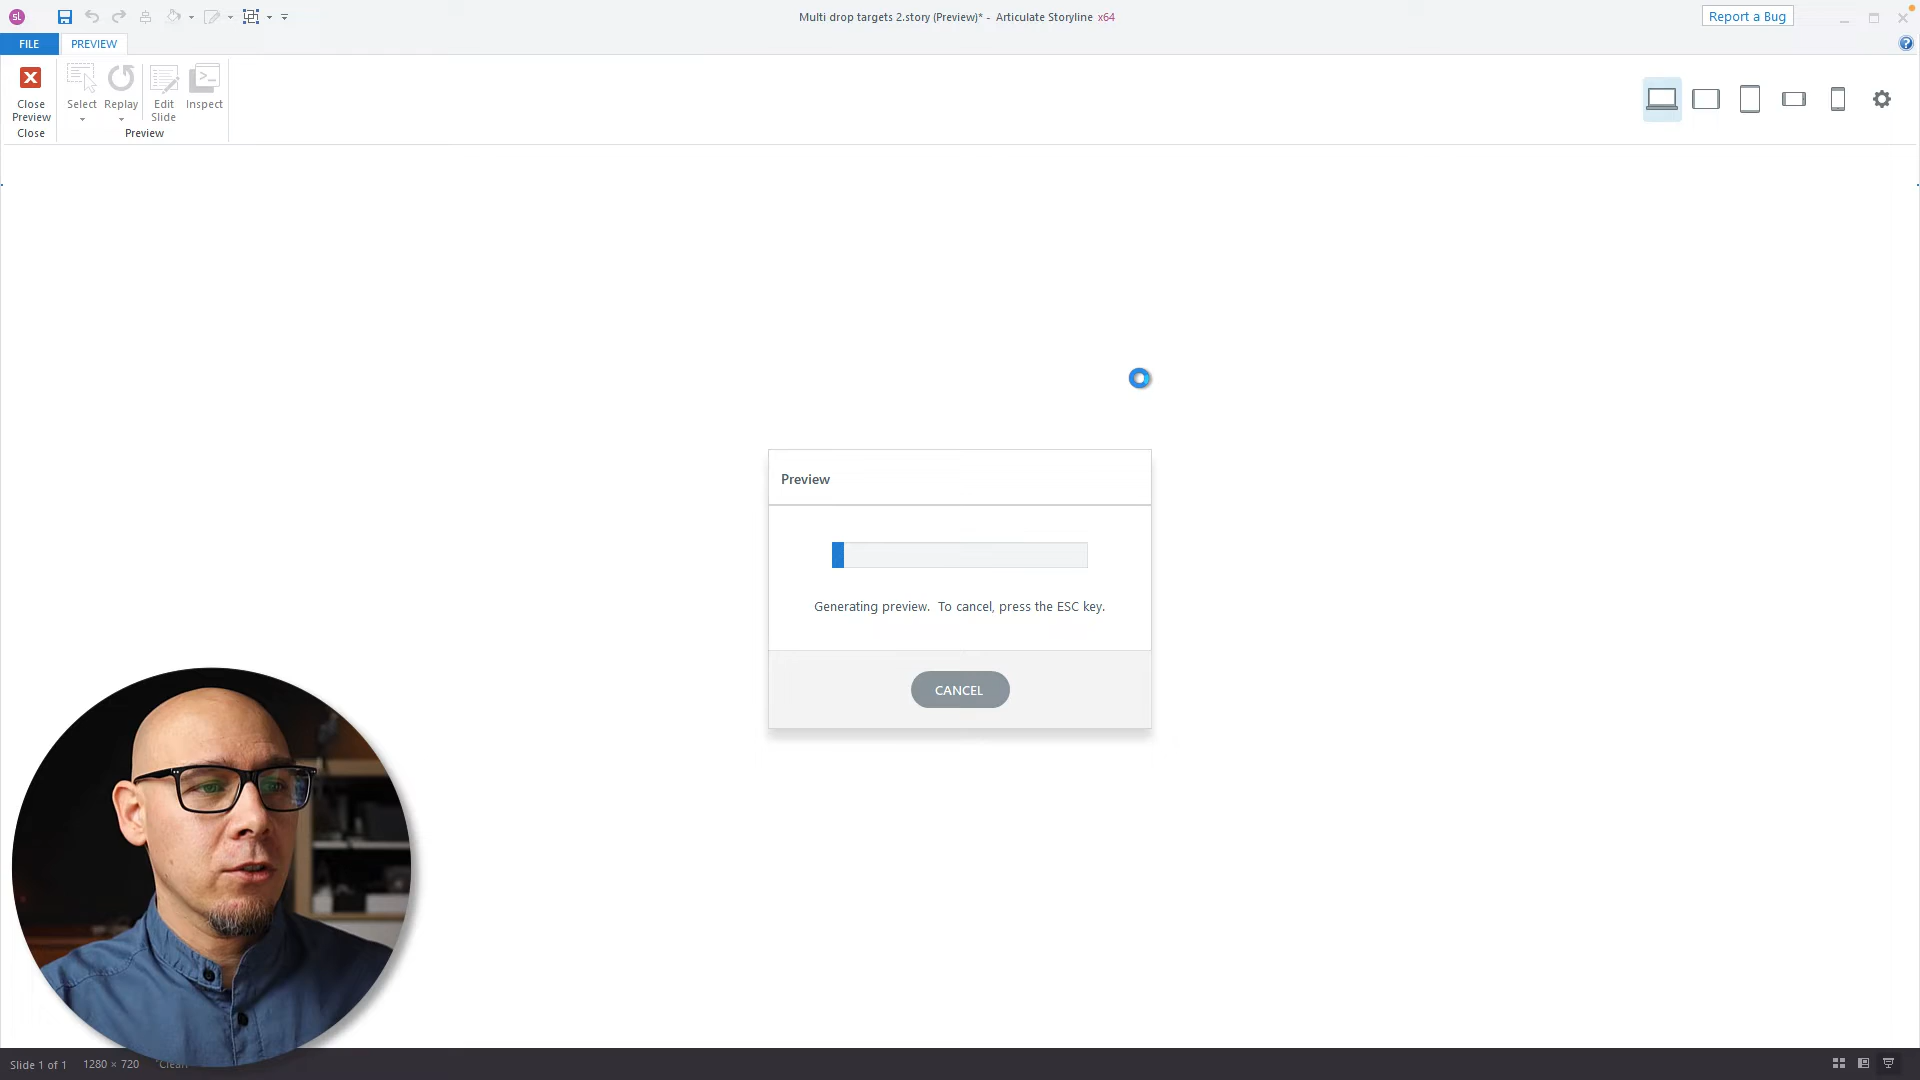 sl
Multi drop targets 2.story (Preview)* - Articulate Storyline x64
Report a Bug
FILE
PREVIEW
?
Close Preview
Select
Replay
Edit Slide
Inspect
Close
Preview
Preview
Generating preview. To cancel, press the ESC key.
CANCEL
Slide 1 of 1
1280 × 720
"Clean"